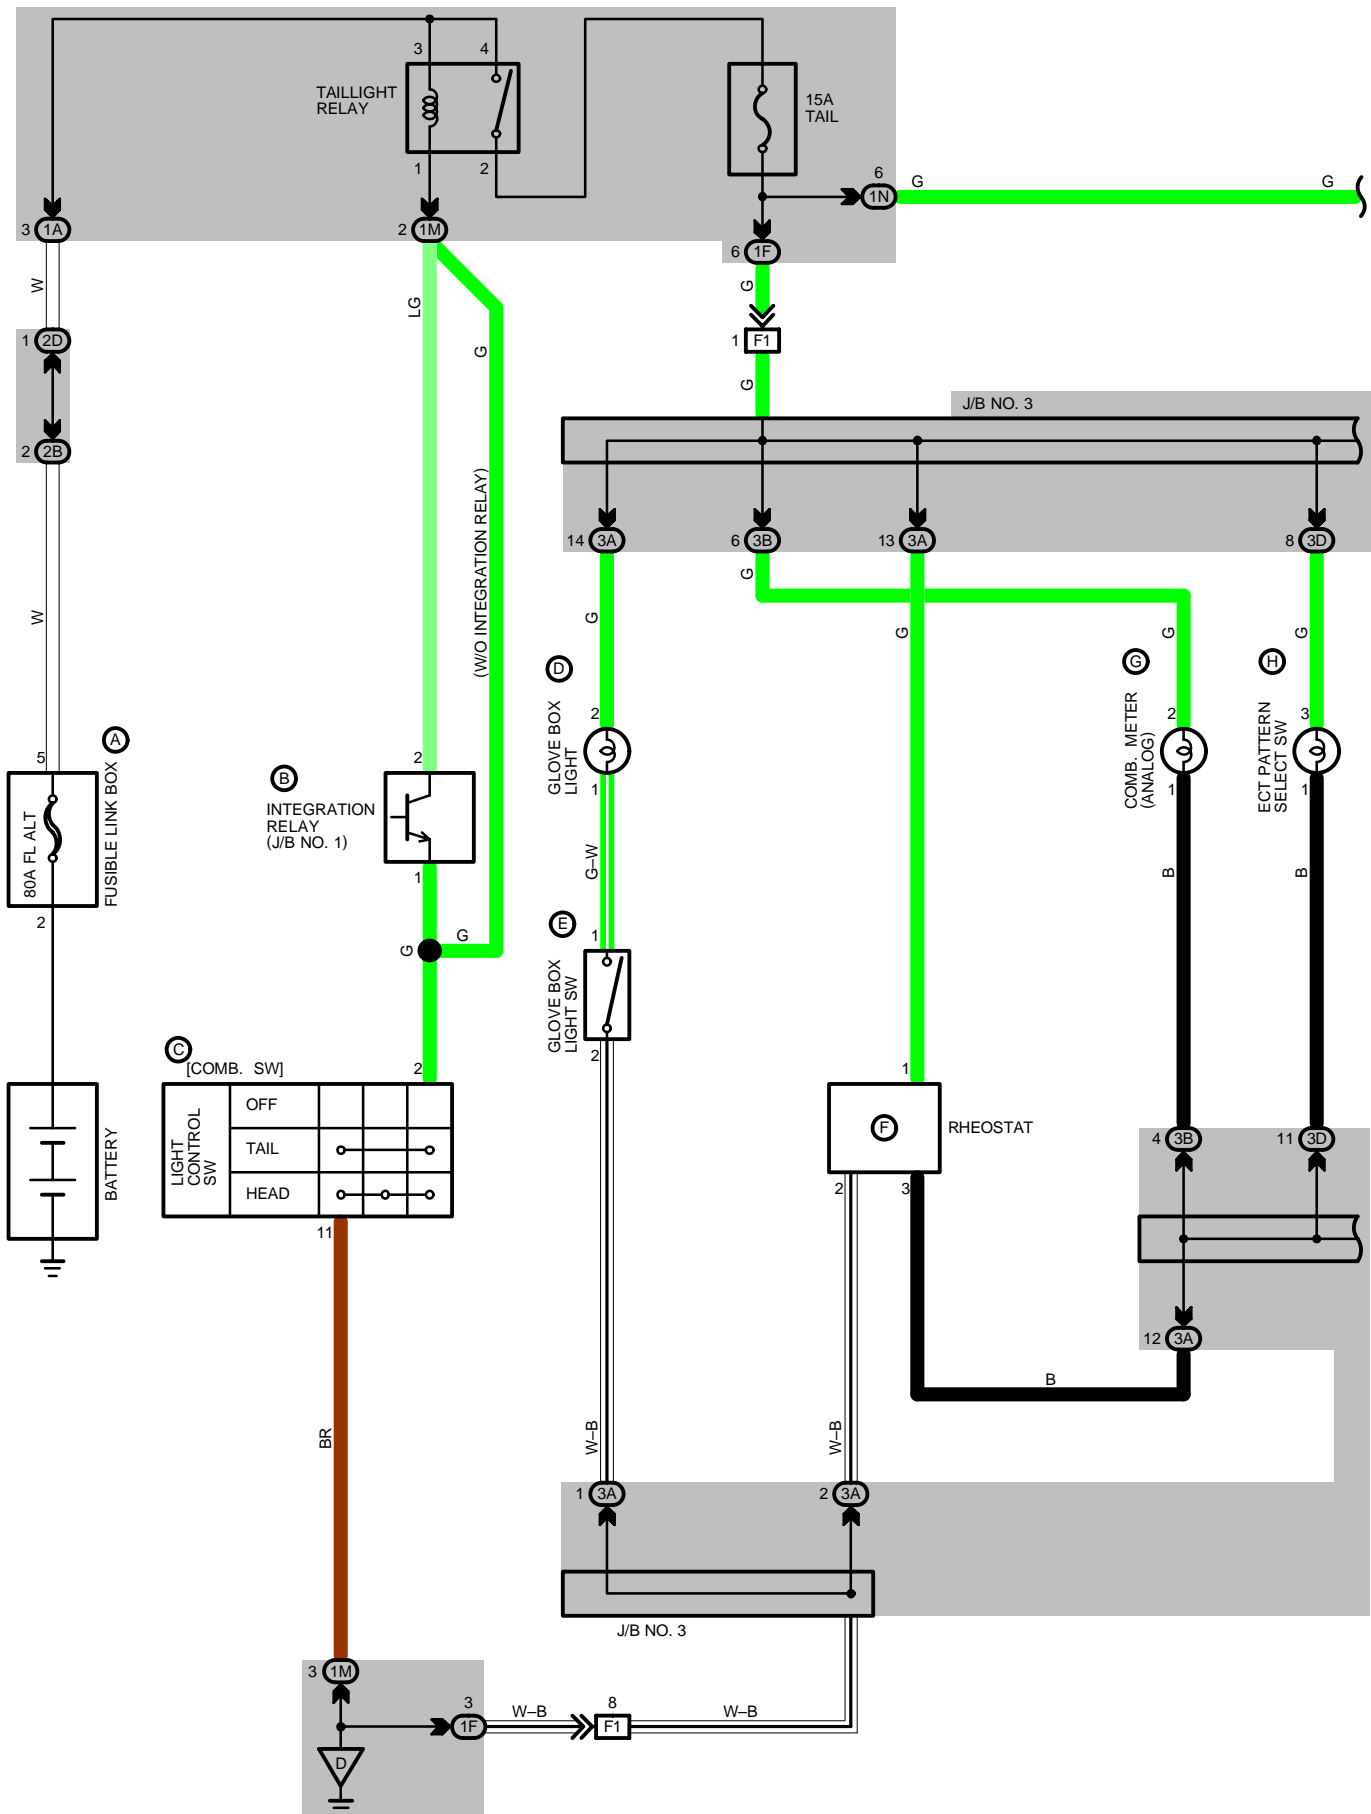 3
4
TAILLIGHT
RELAY
15A
TAIL
1
2
6
1N
G
G
3 1A
2 1M
6 1F
W
LG
G
G
1 2D
1 F1
G
2 2B
J/B NO. 3
(W/O INTEGRATION RELAY)
14 3A
6 3B
13 3A
8 3D
W
G
G
G
G
G
D
GLOVE BOX
LIGHT
2
1
G
COMB. METER
(ANALOG)
2
1
H
ECT PATTERN
SELECT SW
3
1
A
FUSIBLE LINK BOX
5
80A FL ALT
2
B
INTEGRATION
RELAY
(J/B NO. 1)
2
1
G–W
B
B
E
GLOVE BOX
LIGHT SW
1
2
G
G
C
[COMB. SW]
2
LIGHT
CONTROL
SW
OFF
TAIL
HEAD
11
BATTERY
1
F
RHEOSTAT
2
3
4 3B
11 3D
12 3A
B
BR
W–B
W–B
1 3A
2 3A
J/B NO. 3
3 1M
3
1F
W–B
8
F1
W–B
D